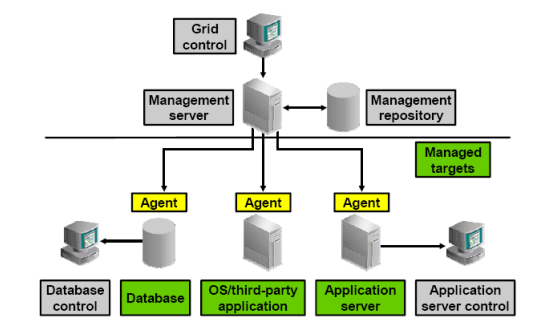 Grid
control
Management
server
Management
repository
Managed
targets
Agent
Agent
Agent
Database
control
Database
OS/third-party
application
Application
server
Application
server control